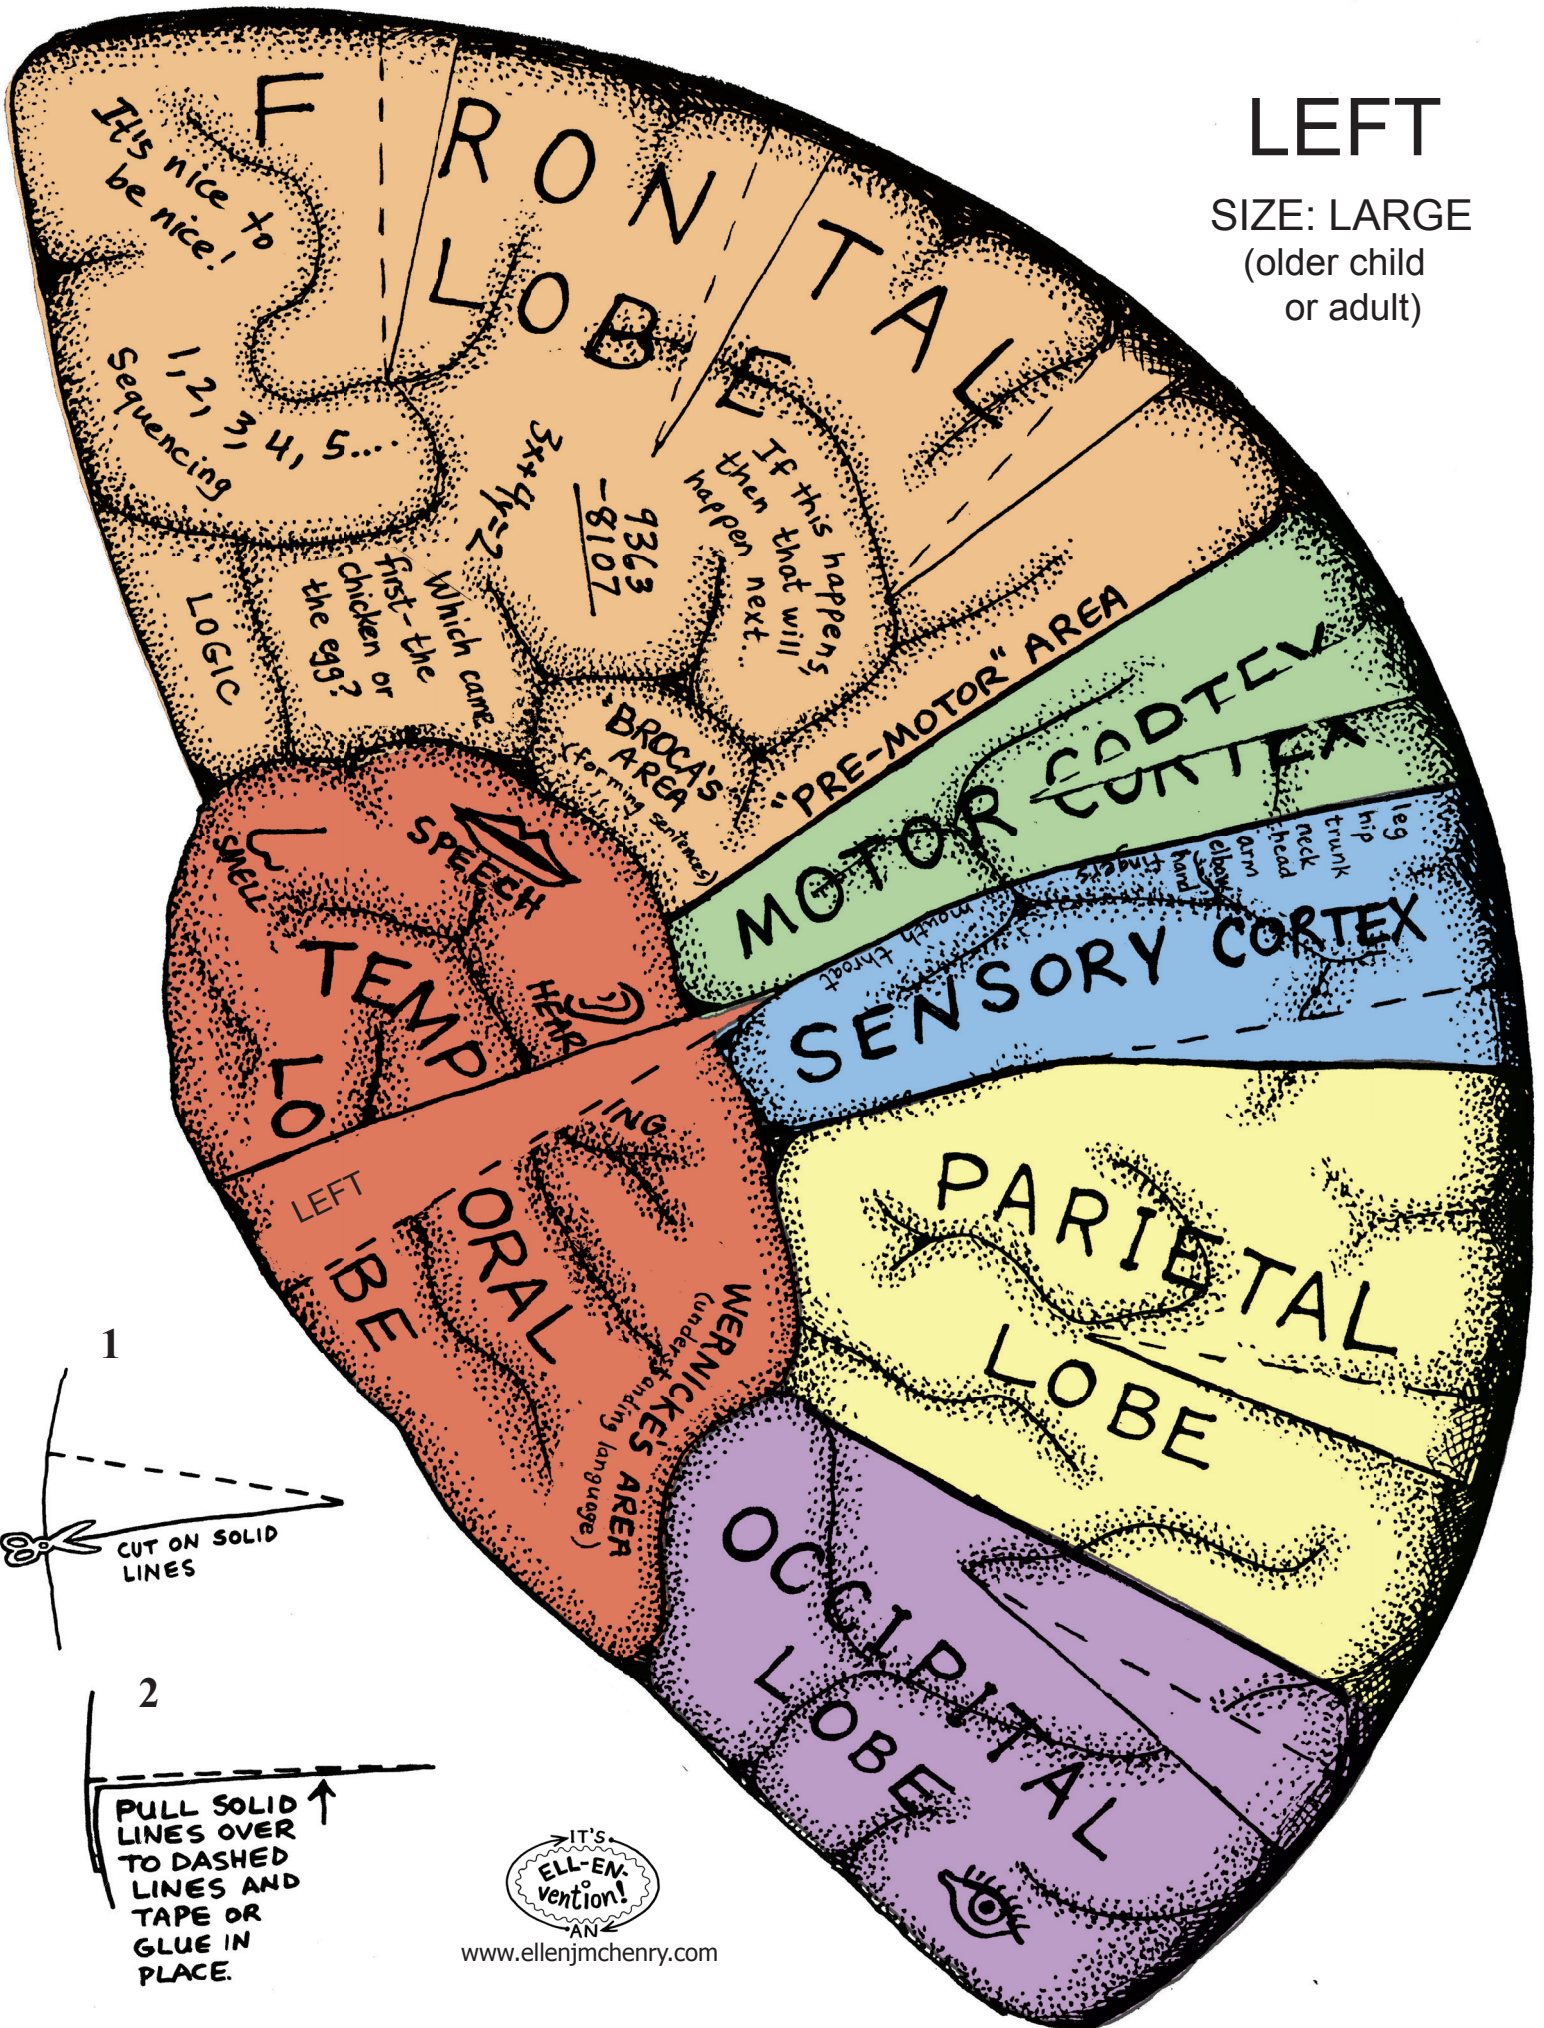 LEFT
SIZE: LARGE
(older child
or adult)
FRONTAL
LOBE
It's nice to
be nice!
1, 2, 3, 4, 5...
Sequencing
LOGIC
Which came
first-the
chicken or
the egg?
3x+4y=2
9363
-8107
If this happens,
then that will
happen next...
"BROCA'S
AREA
(forming sentences)
"PRE-MOTOR" AREA
MOTOR CORTEX
CORTEX
leg
hip
trunk
neck
head
arm
elbow
hand
fingers
mouth
throat
SENSORY CORTEX
SMELL
SPEECH
HEAR
ING
TEMP
ORAL
LO
BE
LEFT
WERNICKE'S AREA
(understanding language)
PARIETAL
LOBE
OCCIPITAL
LOBE
1
CUT ON SOLID
LINES
2
PULL SOLID
LINES OVER
TO DASHED
LINES AND
TAPE OR
GLUE IN
PLACE.
IT'S
ELL-EN-
vention!
AN
www.ellenjmchenry.com